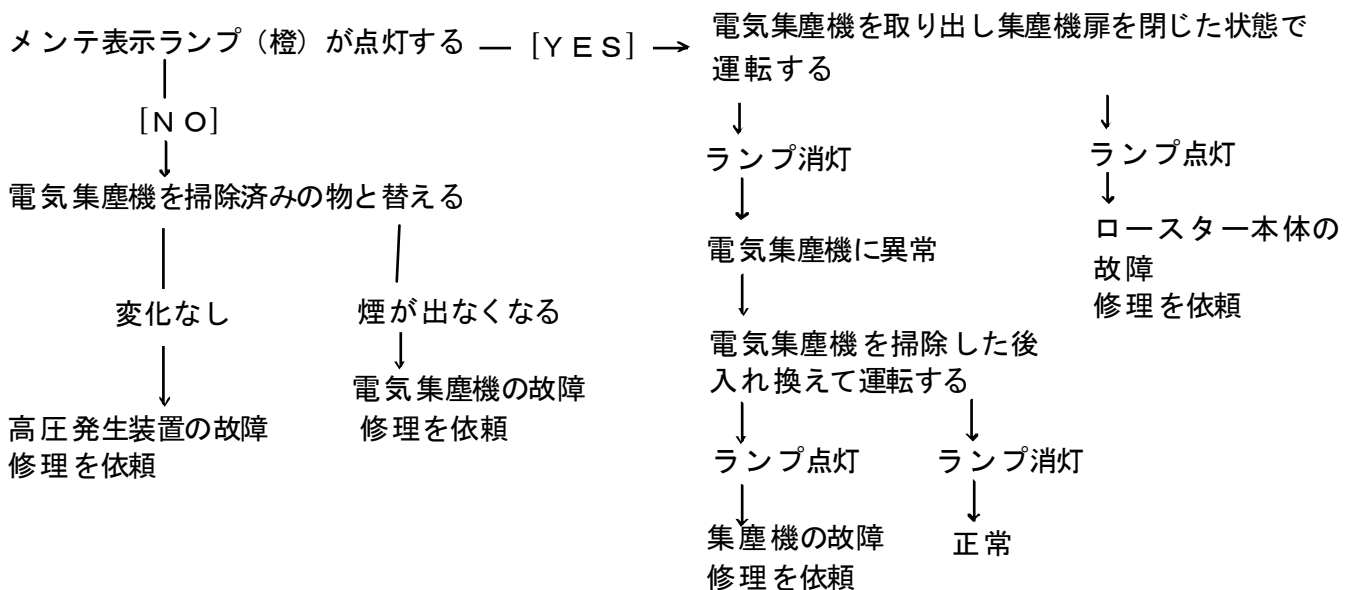 メンテ表示ランプ（橙）が点灯する
[ＹＥＳ]
電気集塵機を取り出し集塵機扉を閉じた状態で
運転する
[ＮＯ]
電気集塵機を掃除済みの物と替える
変化なし
高圧発生装置の故障
修理を依頼
煙が出なくなる
電気集塵機の故障
修理を依頼
ランプ消灯
電気集塵機に異常
電気集塵機を掃除した後
入れ換えて運転する
ランプ点灯
集塵機の故障
修理を依頼
ランプ消灯
正常
ランプ点灯
ロースター本体の
故障
修理を依頼